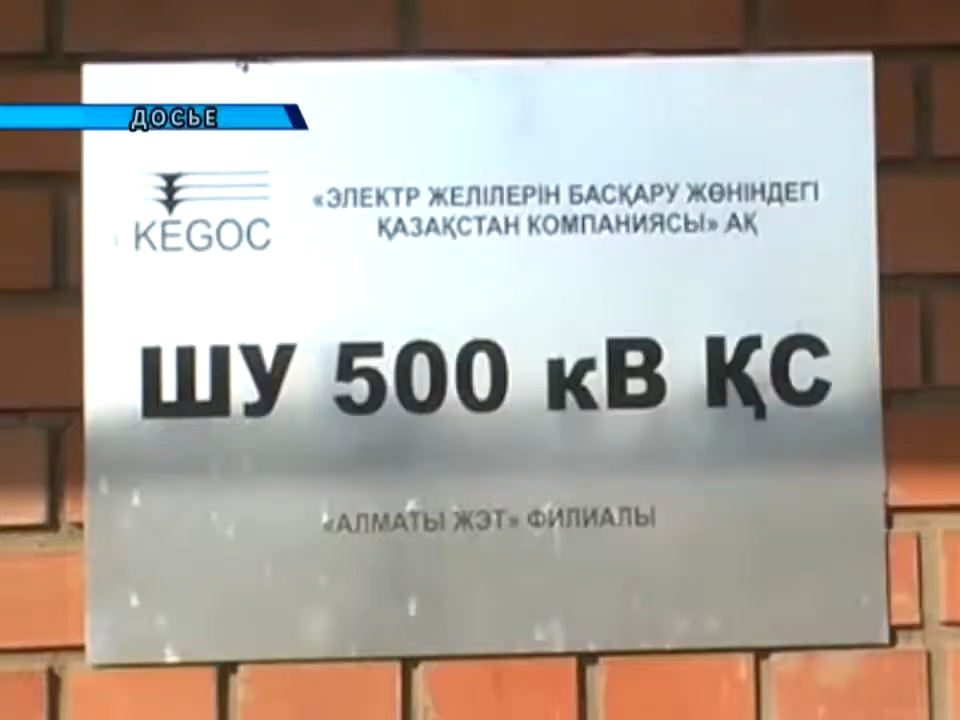 ДОСЬЕ
KEGOC
«ЭЛЕКТР ЖЕЛІЛЕРІН БАСҚАРУ ЖӨНІНДЕГІ
ҚАЗАҚСТАН КОМПАНИЯСЫ» АҚ
ШУ 500 кВ ҚС
«АЛМАТЫ ЖЭТ» ФИЛИАЛЫ